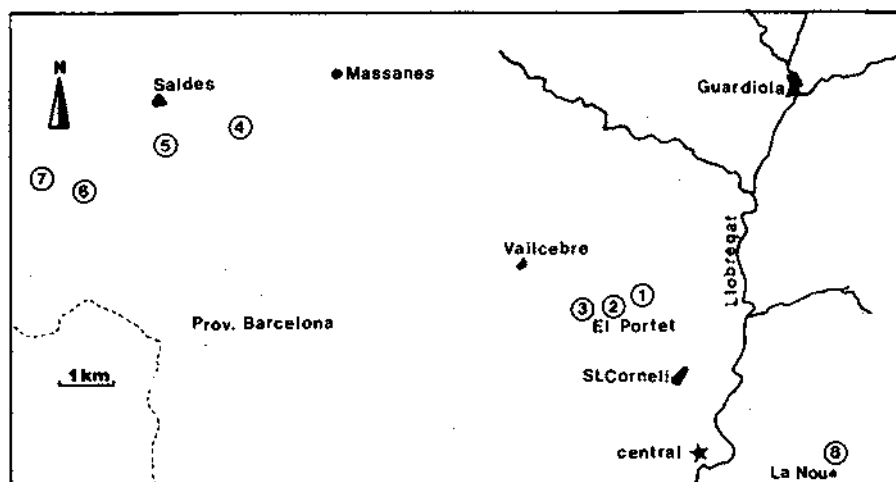 N
Saldes
Massanes
Guardiola
4
5
7
6
Llobregat
Vallcebre
1
3
2
El Portet
Prov. Barcelona
1km
St.Corneli
central
8
La Nou